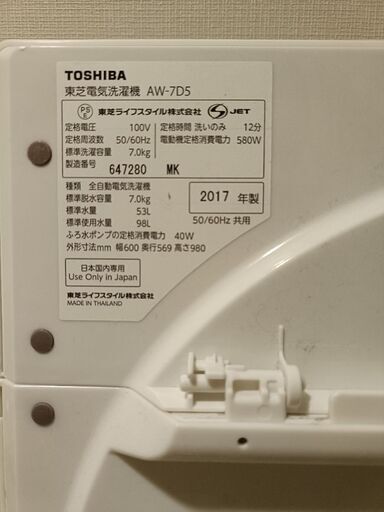 TOSHIBA
東芝電気洗濯機 AW-7D5
PS E 東芝ライフスタイル株式会社 S JET
定格電圧 100V 定格時間 洗いのみ 12分
定格周波数 50/60Hz 電動機定格消費電力 580W
標準洗濯容量 7.0kg
製造番号 647280 MK
種類 全自動電気洗濯機
標準脱水容量 7.0kg 2017 年製
標準水量 53L
標準使用水量 98L 50/60Hz 共用
ふろ水ポンプの定格消費電力 40W
外形寸法mm 幅600 奥行569 高さ980
日本国内専用
Use Only in Japan
東芝ライフスタイル株式会社
MADE IN THAILAND